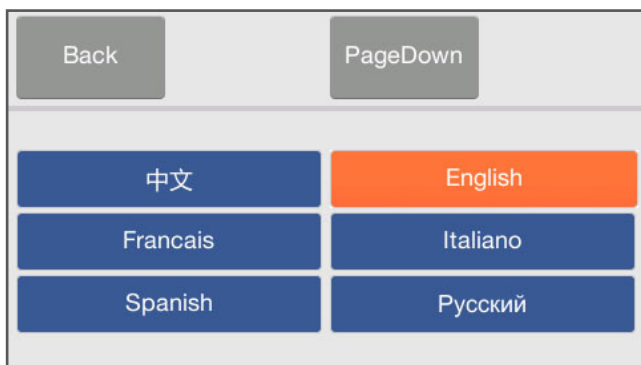 Back PageDown
中文 English
Francais Italiano
Spanish Русский